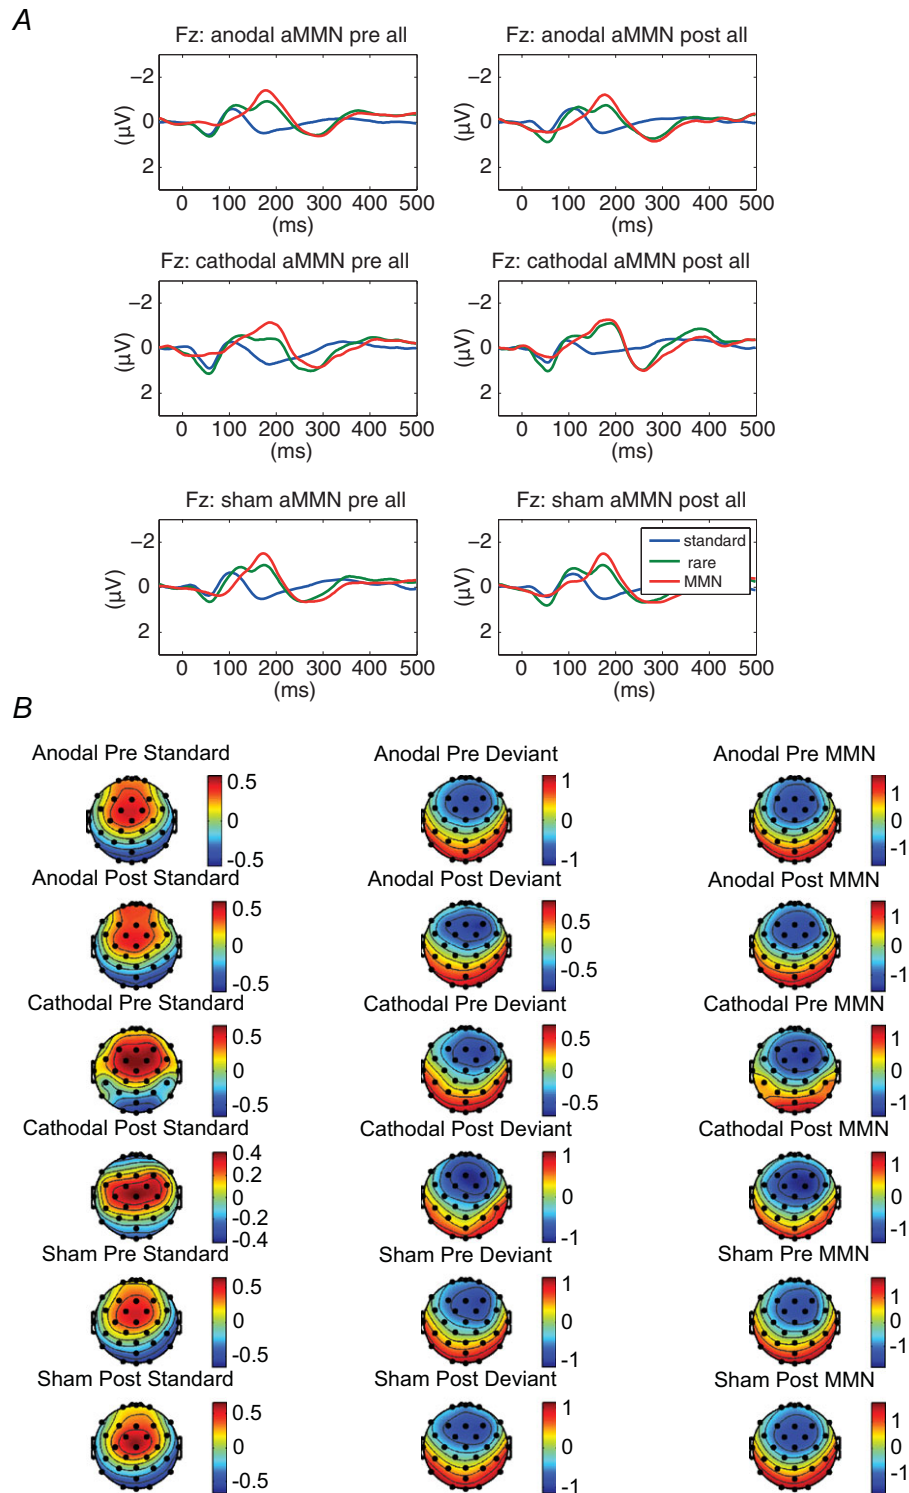 A
Fz: anodal aMMN pre all
Fz: anodal aMMN post all
−2
0
2
(μV)
0 100 200 300 400 500
(ms)
−2
0
2
(μV)
0 100 200 300 400 500
(ms)
Fz: cathodal aMMN pre all
Fz: cathodal aMMN post all
−2
0
2
(μV)
0 100 200 300 400 500
(ms)
−2
0
2
(μV)
0 100 200 300 400 500
(ms)
Fz: sham aMMN pre all
Fz: sham aMMN post all
−2
0
2
(μV)
0 100 200 300 400 500
(ms)
−2
0
2
(μV)
standard
rare
MMN
0 100 200 300 400 500
(ms)
B
Anodal Pre Standard
0.5
0
-0.5
Anodal Pre Deviant
1
0
-1
Anodal Pre MMN
1
0
-1
Anodal Post Standard
0.5
0
-0.5
Anodal Post Deviant
0.5
0
-0.5
Anodal Post MMN
1
0
-1
Cathodal Pre Standard
0.5
0
-0.5
Cathodal Pre Deviant
0.5
0
-0.5
Cathodal Pre MMN
1
0
-1
Cathodal Post Standard
0.4
0.2
0
-0.2
-0.4
Cathodal Post Deviant
1
0
-1
Cathodal Post MMN
1
0
-1
Sham Pre Standard
0.5
0
-0.5
Sham Pre Deviant
1
0
-1
Sham Pre MMN
1
0
-1
Sham Post Standard
0.5
0
-0.5
Sham Post Deviant
1
0
-1
Sham Post MMN
1
0
-1